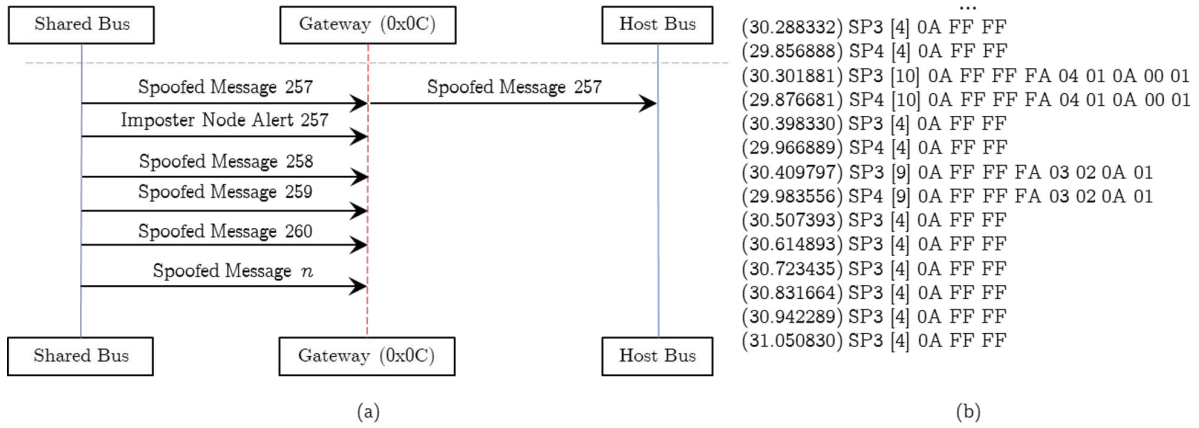 Shared Bus
Gateway (0x0C)
Host Bus
Spoofed Message 257
Spoofed Message 257
Imposter Node Alert 257
Spoofed Message 258
Spoofed Message 259
Spoofed Message 260
Spoofed Message n
Shared Bus
Gateway (0x0C)
Host Bus
(a)
...
(30.288332) SP3 [4] 0A FF FF
(29.856888) SP4 [4] 0A FF FF
(30.301881) SP3 [10] 0A FF FF FA 04 01 0A 00 01
(29.876681) SP4 [10] 0A FF FF FA 04 01 0A 00 01
(30.398330) SP3 [4] 0A FF FF
(29.966889) SP4 [4] 0A FF FF
(30.409797) SP3 [9] 0A FF FF FA 03 02 0A 01
(29.983556) SP4 [9] 0A FF FF FA 03 02 0A 01
(30.507393) SP3 [4] 0A FF FF
(30.614893) SP3 [4] 0A FF FF
(30.723435) SP3 [4] 0A FF FF
(30.831664) SP3 [4] 0A FF FF
(30.942289) SP3 [4] 0A FF FF
(31.050830) SP3 [4] 0A FF FF
(b)